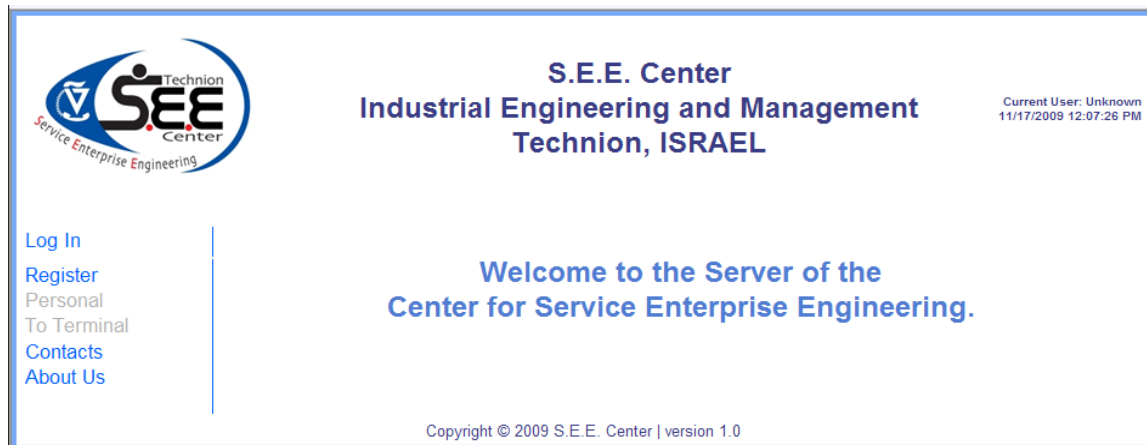 Technion
S.E.E.
Center
Service Enterprise Engineering
S.E.E. Center
Industrial Engineering and Management
Technion, ISRAEL
Current User: Unknown
11/17/2009 12:07:26 PM
Log In
Register
Personal
To Terminal
Contacts
About Us
Welcome to the Server of the
Center for Service Enterprise Engineering.
Copyright © 2009 S.E.E. Center | version 1.0